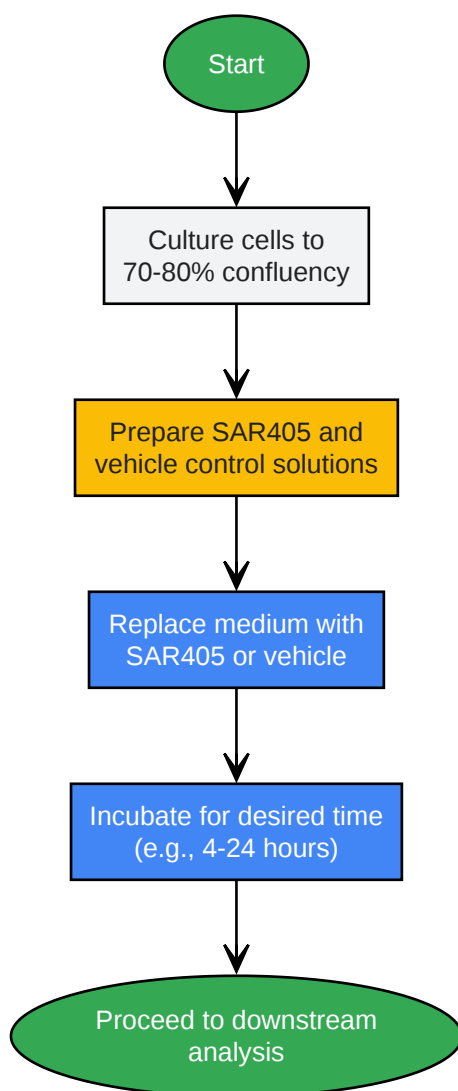 Start
Culture cells to
70-80% confluency
Prepare SAR405 and
vehicle control solutions
Replace medium with
SAR405 or vehicle
Incubate for desired time
(e.g., 4-24 hours)
Proceed to downstream
analysis